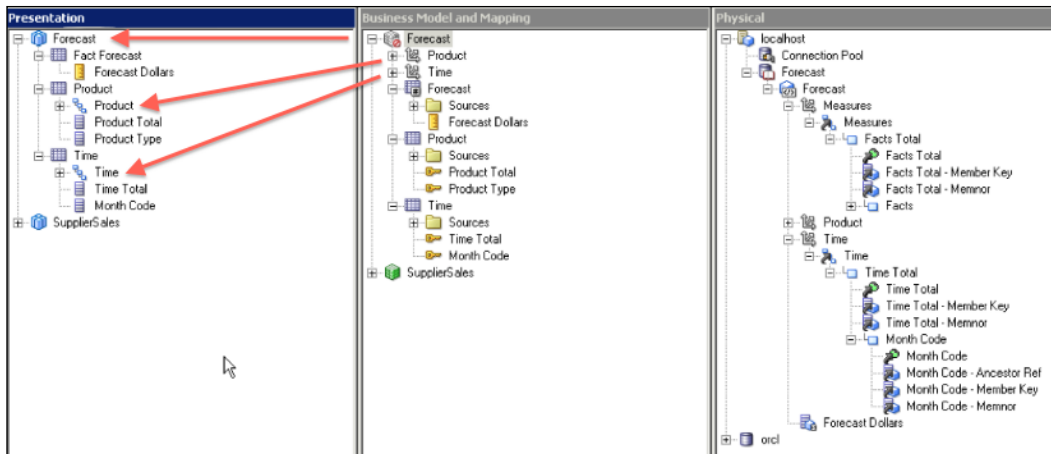 Presentation
Forecast
Fact Forecast
Forecast Dollars
Product
Product
Product Total
Product Type
Time
Time
Time Total
Month Code
SupplierSales
Business Model and Mapping
Forecast
Product
Time
Forecast
Sources
Forecast Dollars
Product
Sources
Product Total
Product Type
Time
Sources
Time Total
Month Code
SupplierSales
Physical
localhost
Connection Pool
Forecast
Forecast
Measures
Measures
Facts Total
Facts Total
Facts Total - Member Key
Facts Total - Memnor
Facts
Product
Time
Time
Time Total
Time Total
Time Total - Member Key
Time Total - Memnor
Month Code
Month Code
Month Code - Ancestor Ref
Month Code - Member Key
Month Code - Memnor
Forecast Dollars
orcl